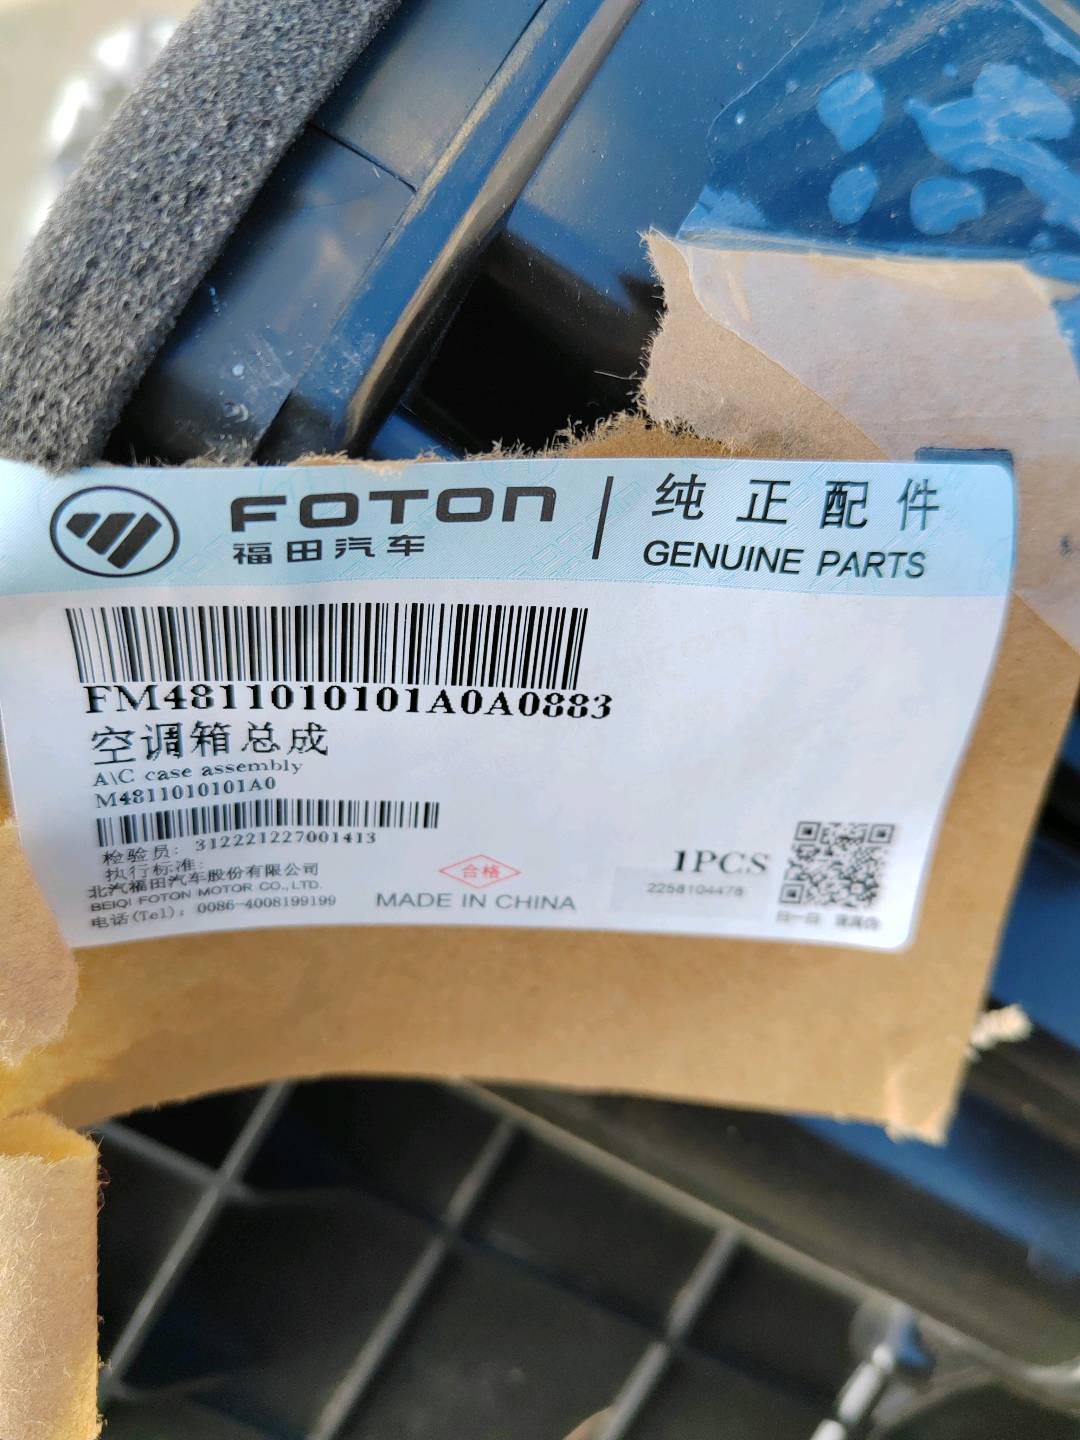 FOTON
福田汽车
纯正配件
GENUINE PARTS
FM4811010101A0A0883
空调箱总成
A\C case assembly
M4811010101A0
312221227001413
检验员:
执行标准:
北汽福田汽车股份有限公司
BEIQI FOTON MOTOR CO.,LTD.
电话(Tel): 0086-4008199199
合格
MADE IN CHINA
1PCS
2258104478
扫一扫